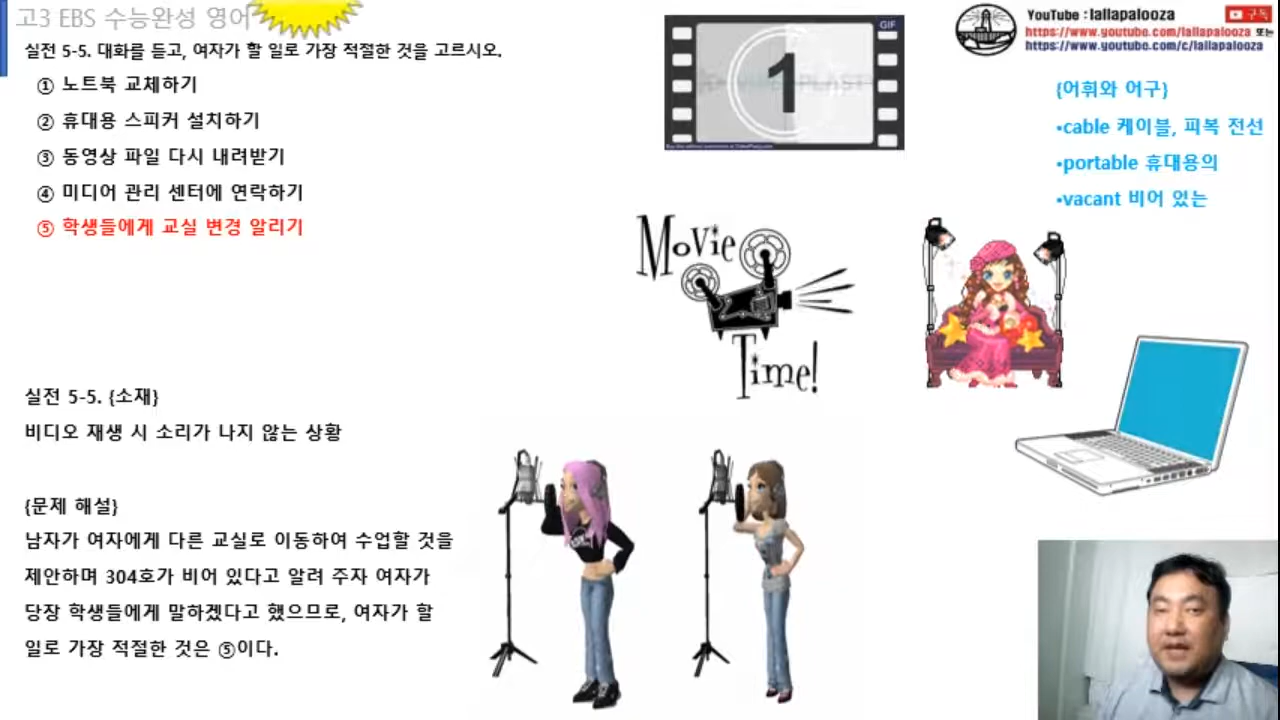 고3 EBS 수능완성 영어
실전 5-5. 대화를 듣고, 여자가 할 일로 가장 적절한 것을 고르시오.
① 노트북 교체하기
② 휴대용 스피커 설치하기
③ 동영상 파일 다시 내려받기
④ 미디어 관리 센터에 연락하기
⑤ 학생들에게 교실 변경 알리기
실전 5-5. {소재}
비디오 재생 시 소리가 나지 않는 상황
{문제 해설}
남자가 여자에게 다른 교실로 이동하여 수업할 것을
제안하며 304호가 비어 있다고 알려 주자 여자가
당장 학생들에게 말하겠다고 했으므로, 여자가 할
일로 가장 적절한 것은 ⑤이다.
GIF
1
Movie
Time!
YouTube : lallapalooza
구독
https://www.youtube.com/lallapalooza 또는
https://www.youtube.com/c/lallapalooza
{어휘와 어구}
•cable 케이블, 피복 전선
•portable 휴대용의
•vacant 비어 있는